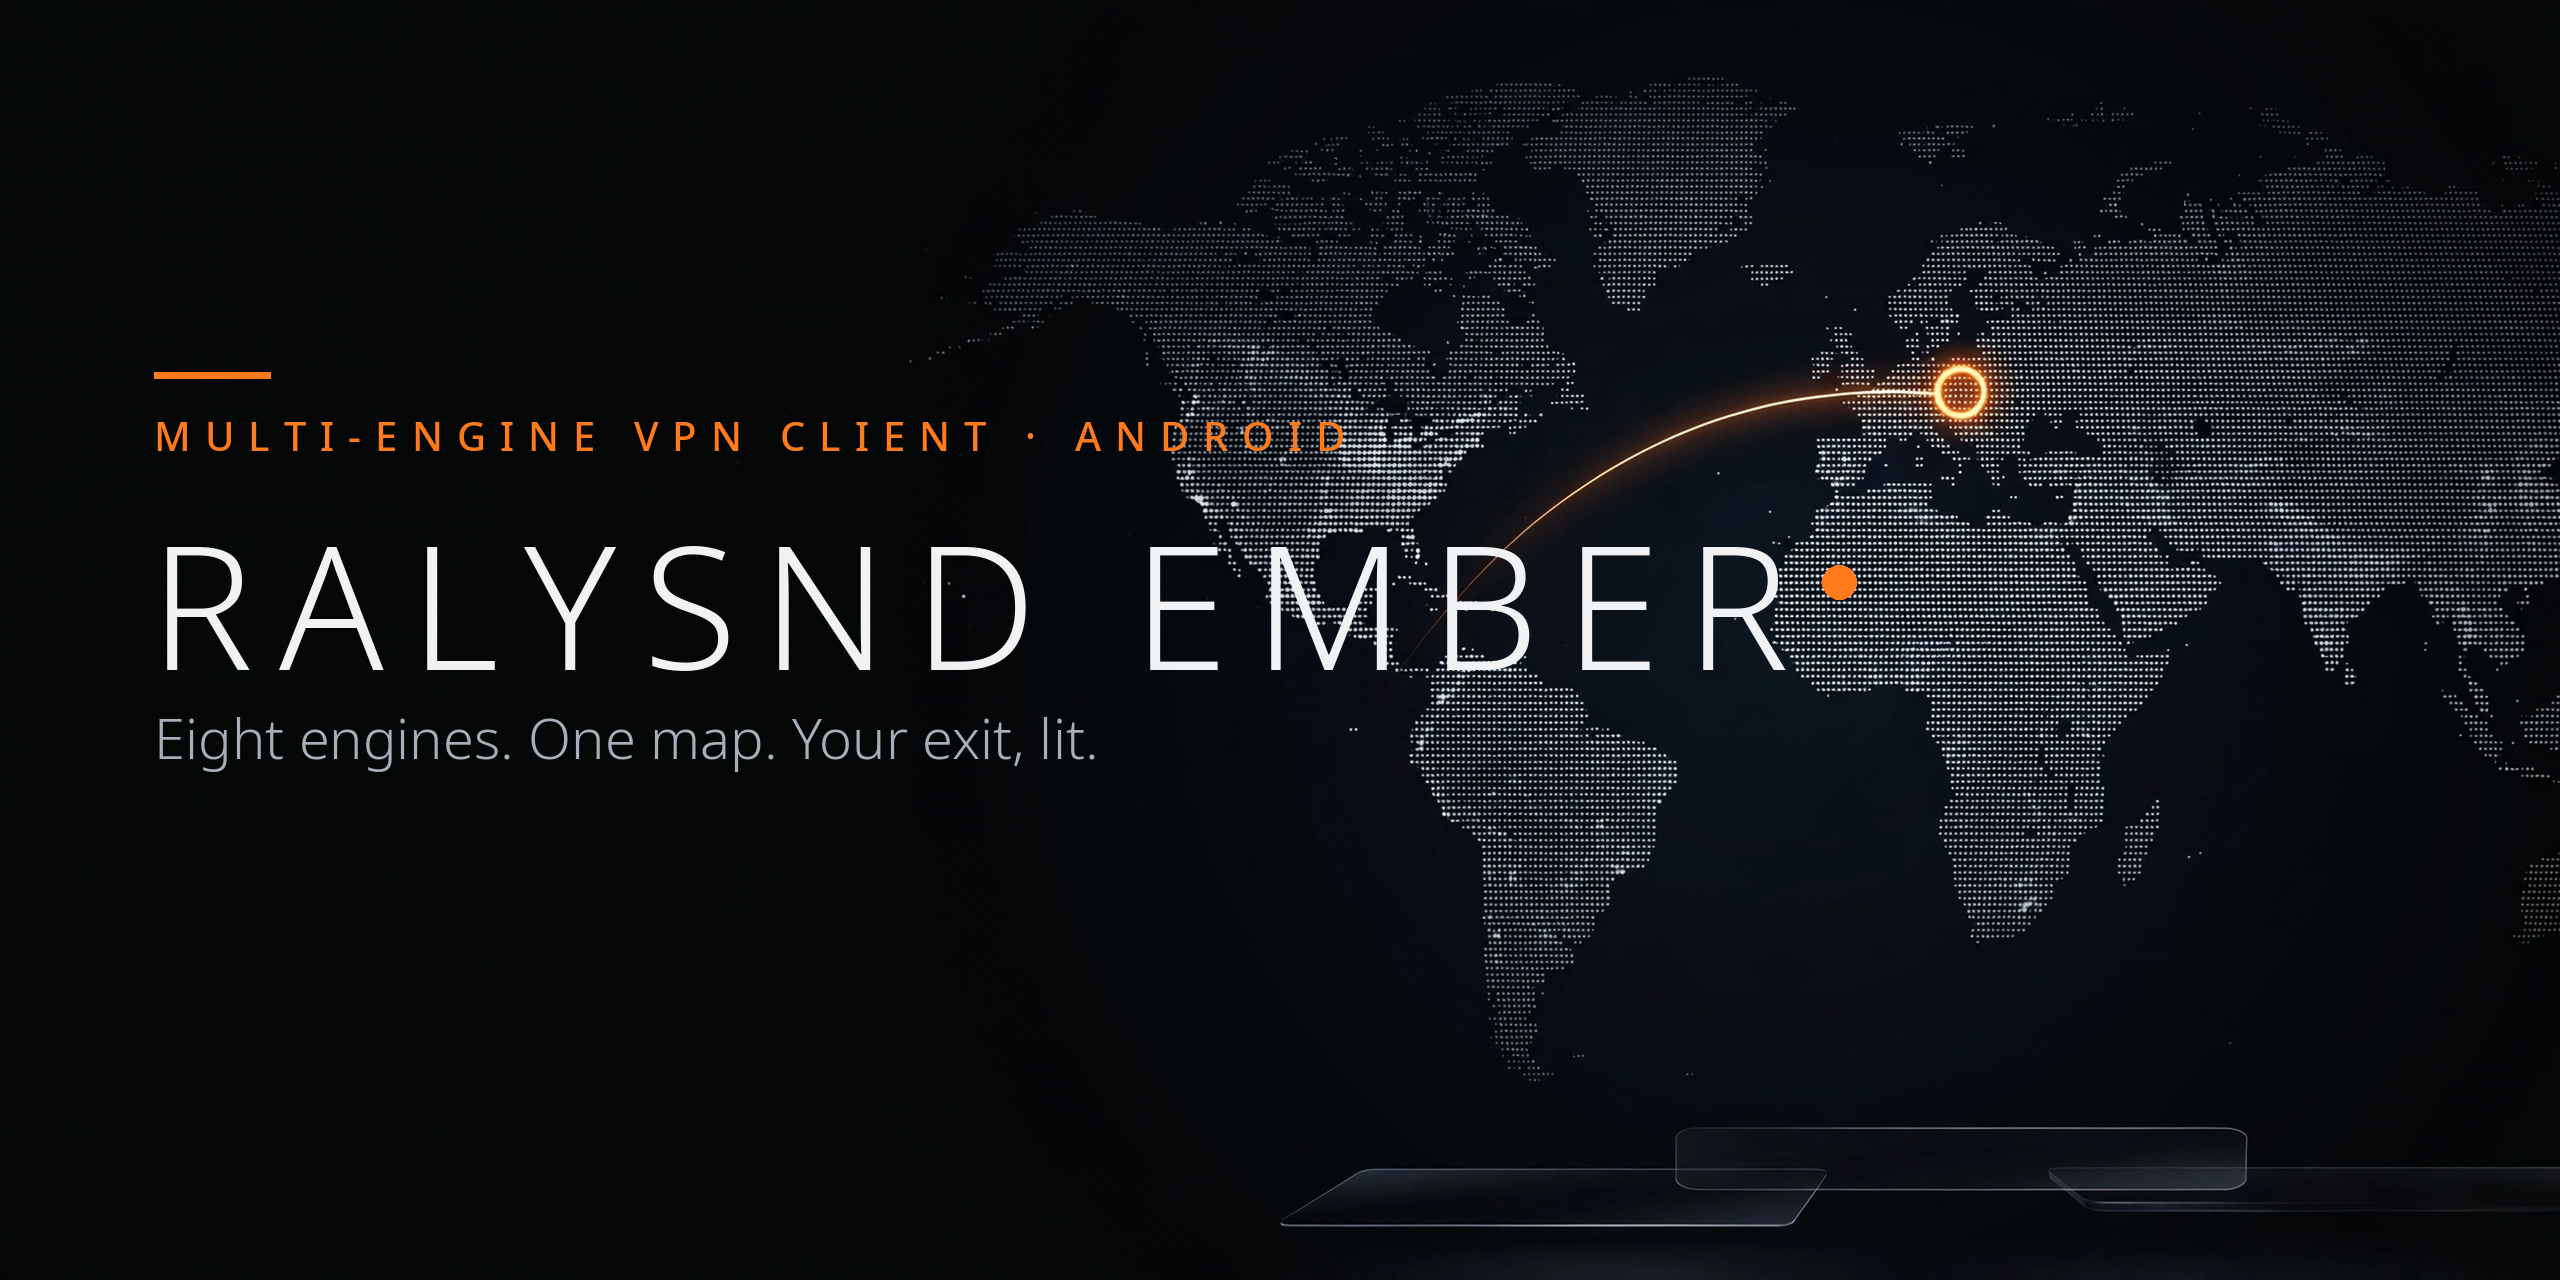 MULTI-ENGINE VPN CLIENT · ANDROID
RALYSND EMBER
Eight engines. One map. Your exit, lit.